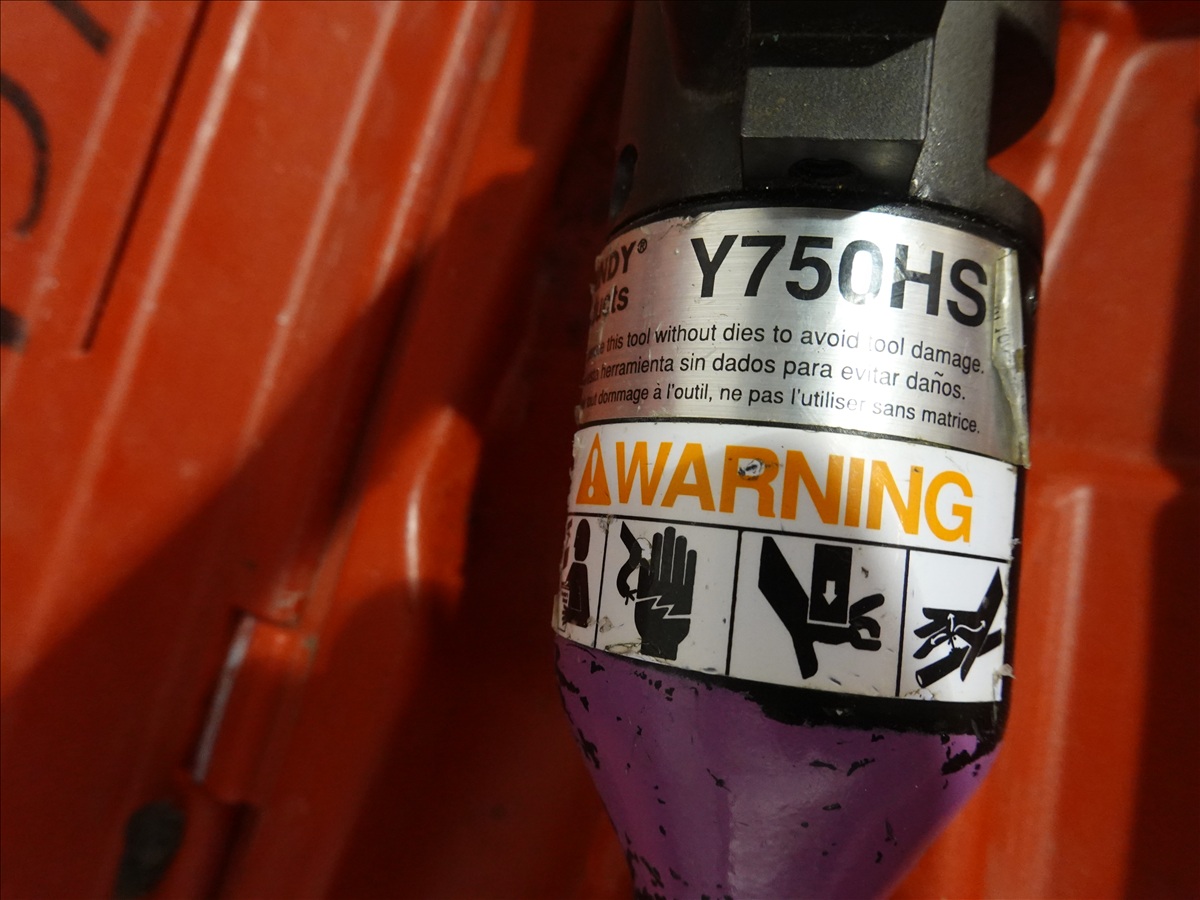 NDY® Y750HS
this tool without dies to avoid tool damage.
herramienta sin dados para evitar daños.
dommage à l'outil, ne pas l'utiliser sans matrice.
WARNING